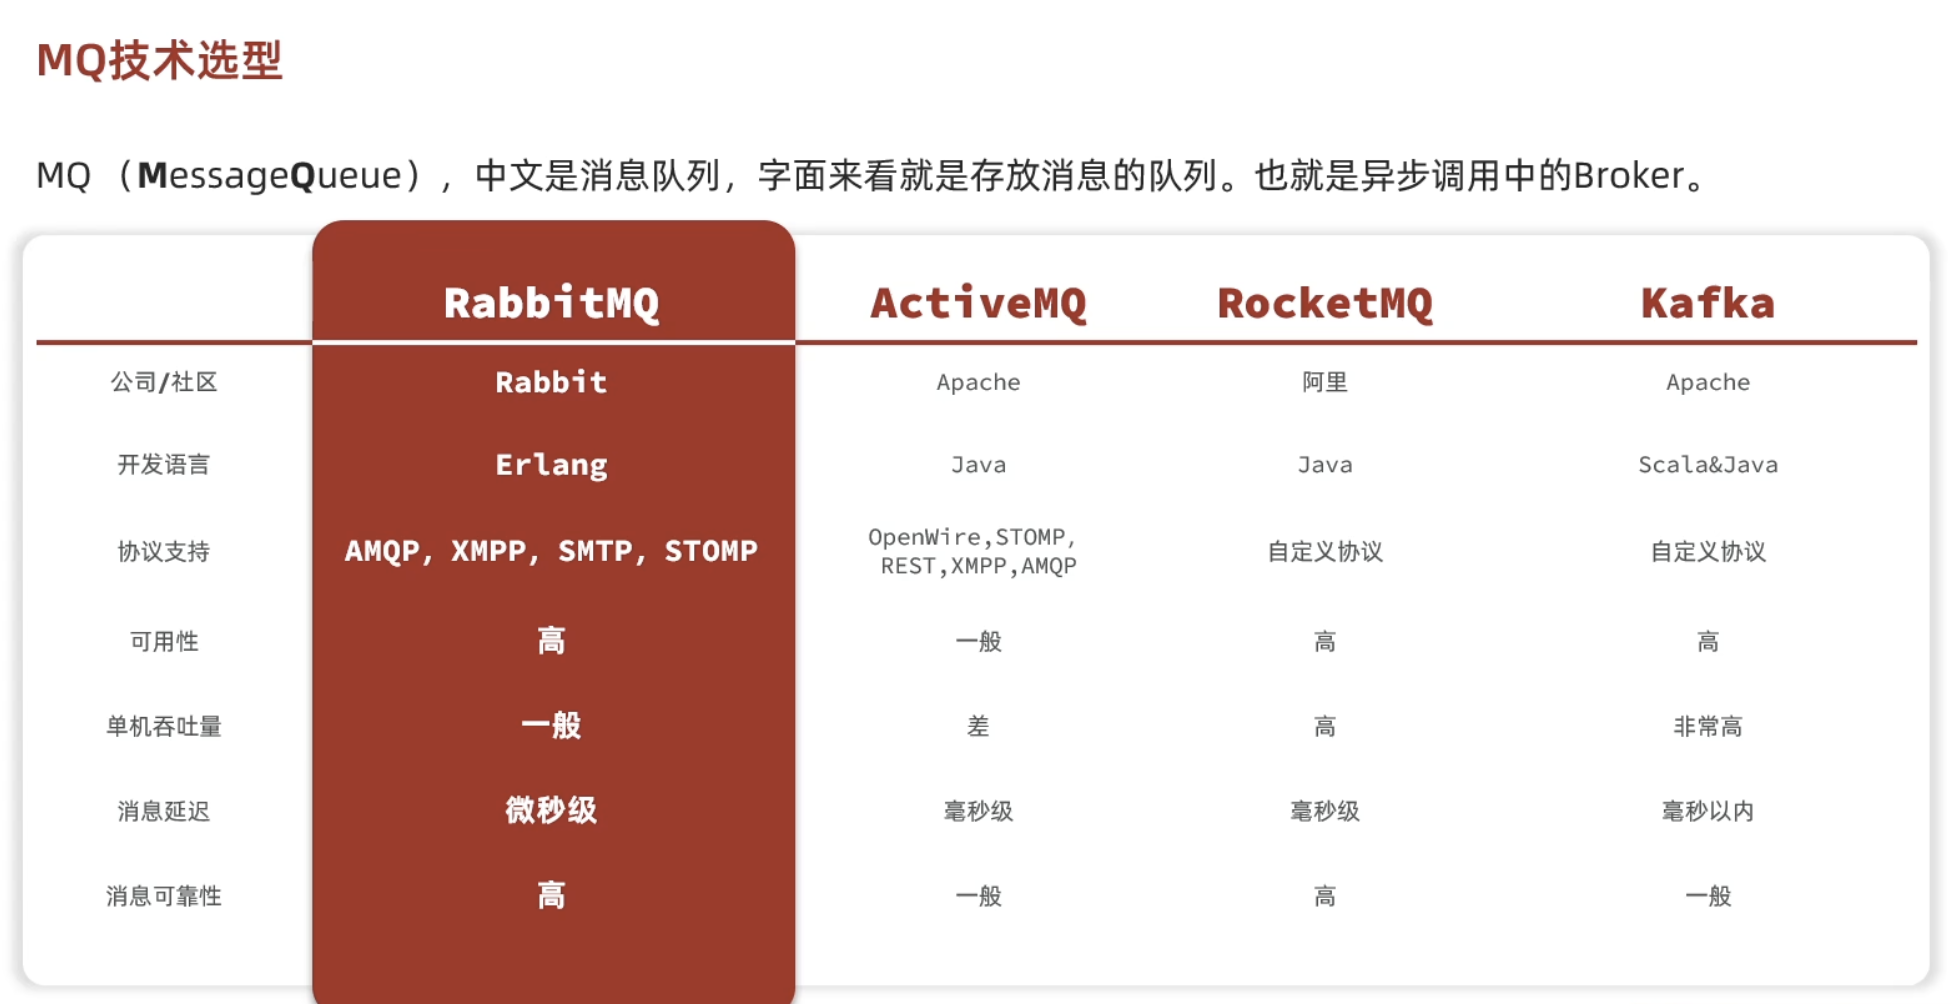 MQ技术选型
MQ （MessageQueue），中文是消息队列，字面来看就是存放消息的队列。也就是异步调用中的Broker。
RabbitMQ ActiveMQ RocketMQ Kafka
公司/社区 Rabbit Apache 阿里 Apache
开发语言 Erlang Java Java Scala&Java
协议支持 AMQP, XMPP, SMTP, STOMP OpenWire,STOMP, REST,XMPP,AMQP 自定义协议 自定义协议
可用性 高 一般 高 高
单机吞吐量 一般 差 高 非常高
消息延迟 微秒级 毫秒级 毫秒级 毫秒以内
消息可靠性 高 一般 高 一般